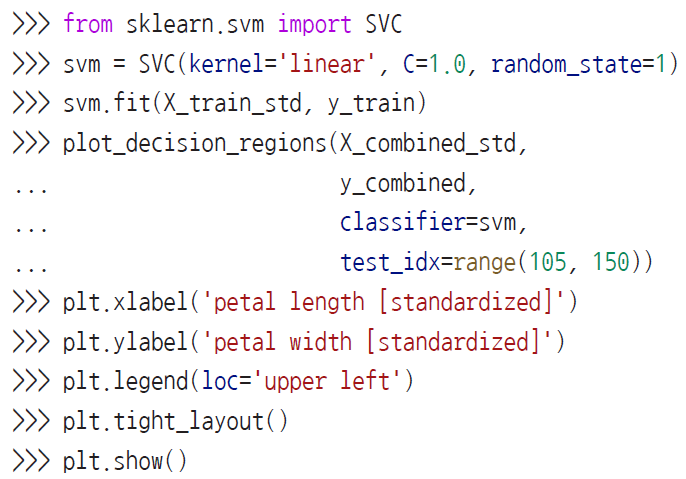 >>> from sklearn.svm import SVC
>>> svm = SVC(kernel='linear', C=1.0, random_state=1)
>>> svm.fit(X_train_std, y_train)
>>> plot_decision_regions(X_combined_std,
...                       y_combined,
...                       classifier=svm,
...                       test_idx=range(105, 150))
>>> plt.xlabel('petal length [standardized]')
>>> plt.ylabel('petal width [standardized]')
>>> plt.legend(loc='upper left')
>>> plt.tight_layout()
>>> plt.show()